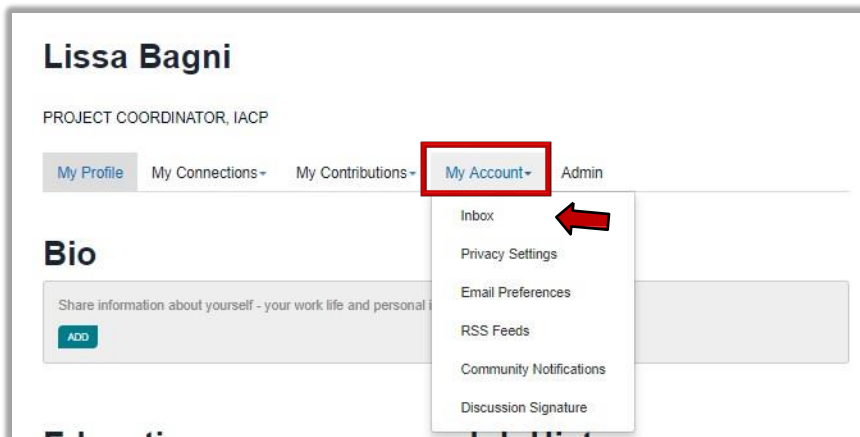 Lissa Bagni
PROJECT COORDINATOR, IACP
My Profile My Connections My Contributions My Account Admin
Inbox
Privacy Settings
Email Preferences
RSS Feeds
Community Notifications
Discussion Signature
Bio
Share information about yourself - your work life and personal
ADD